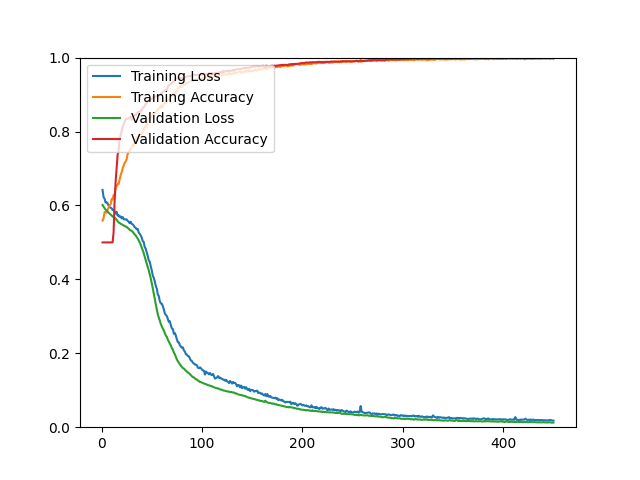 1.0
0.8
0.6
0.4
0.2
0.0
Training Loss
Training Accuracy
Validation Loss
Validation Accuracy
0 100 200 300 400